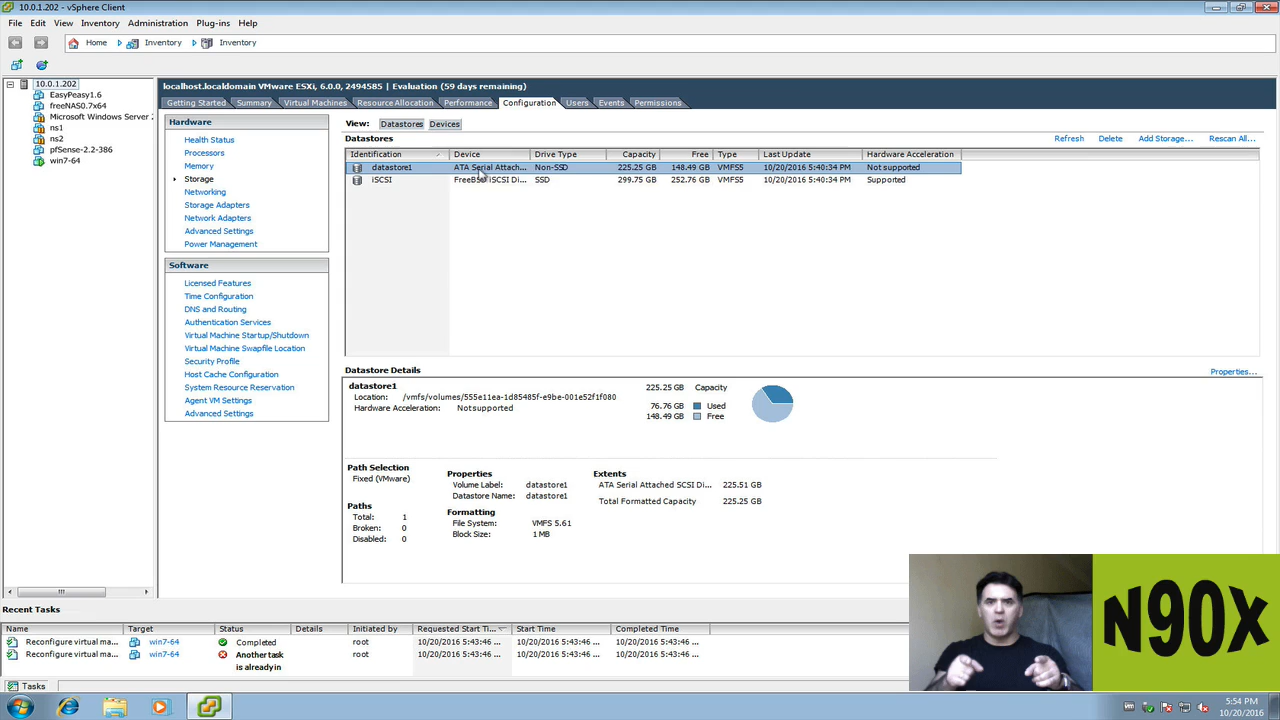 10.0.1.202 - vSphere Client
File Edit View Inventory Administration Plug-ins Help
Home Inventory Inventory
10.0.1.202
EasyPeasy1.6
freeNAS0.7x64
Microsoft Windows Server 2
ns1
ns2
pfSense-2.2-386
win7-64
localhost.localdomain VMware ESXi, 6.0.0, 2494585 | Evaluation (59 days remaining)
Getting Started Summary Virtual Machines Resource Allocation Performance Configuration Users Events Permissions
Hardware
Health Status
Processors
Memory
Storage
Networking
Storage Adapters
Network Adapters
Advanced Settings
Power Management
Software
Licensed Features
Time Configuration
DNS and Routing
Authentication Services
Virtual Machine Startup/Shutdown
Virtual Machine Swapfile Location
Security Profile
Host Cache Configuration
System Resource Reservation
Agent VM Settings
Advanced Settings
View: Datastores Devices
Datastores Refresh Delete Add Storage... Rescan All...
Identification Device Drive Type Capacity Free Type Last Update Hardware Acceleration
datastore1 ATA Serial Attach... Non-SSD 225.25 GB 148.49 GB VMFS5 10/20/2016 5:40:34 PM Not supported
iSCSI FreeBSD iSCSI Di... SSD 299.75 GB 252.76 GB VMFS5 10/20/2016 5:40:34 PM Supported
Datastore Details Properties...
datastore1 225.25 GB Capacity
Location: /vmfs/volumes/555e11ea-1d85485f-e9be-001e52f1f080
Hardware Acceleration: Not supported
76.76 GB Used
148.49 GB Free
Path Selection
Fixed (VMware)
Paths
Total: 1
Broken: 0
Disabled: 0
Properties
Volume Label: datastore1
Datastore Name: datastore1
Formatting
File System: VMFS 5.61
Block Size: 1 MB
Extents
ATA Serial Attached SCSI Di... 225.51 GB
Total Formatted Capacity 225.25 GB
N90X
Recent Tasks
Name Target Status Details Initiated by Requested Start Ti... Start Time Completed Time
Reconfigure virtual ma... win7-64 Completed root 10/20/2016 5:43:46 ... 10/20/2016 5:43:46 ... 10/20/2016 5:43:46 ...
Reconfigure virtual ma... win7-64 Another task root 10/20/2016 5:43:46 ... 10/20/2016 5:43:46 ... 10/20/2016 5:43:46 ...
is already in
Tasks
5:54 PM
10/20/2016